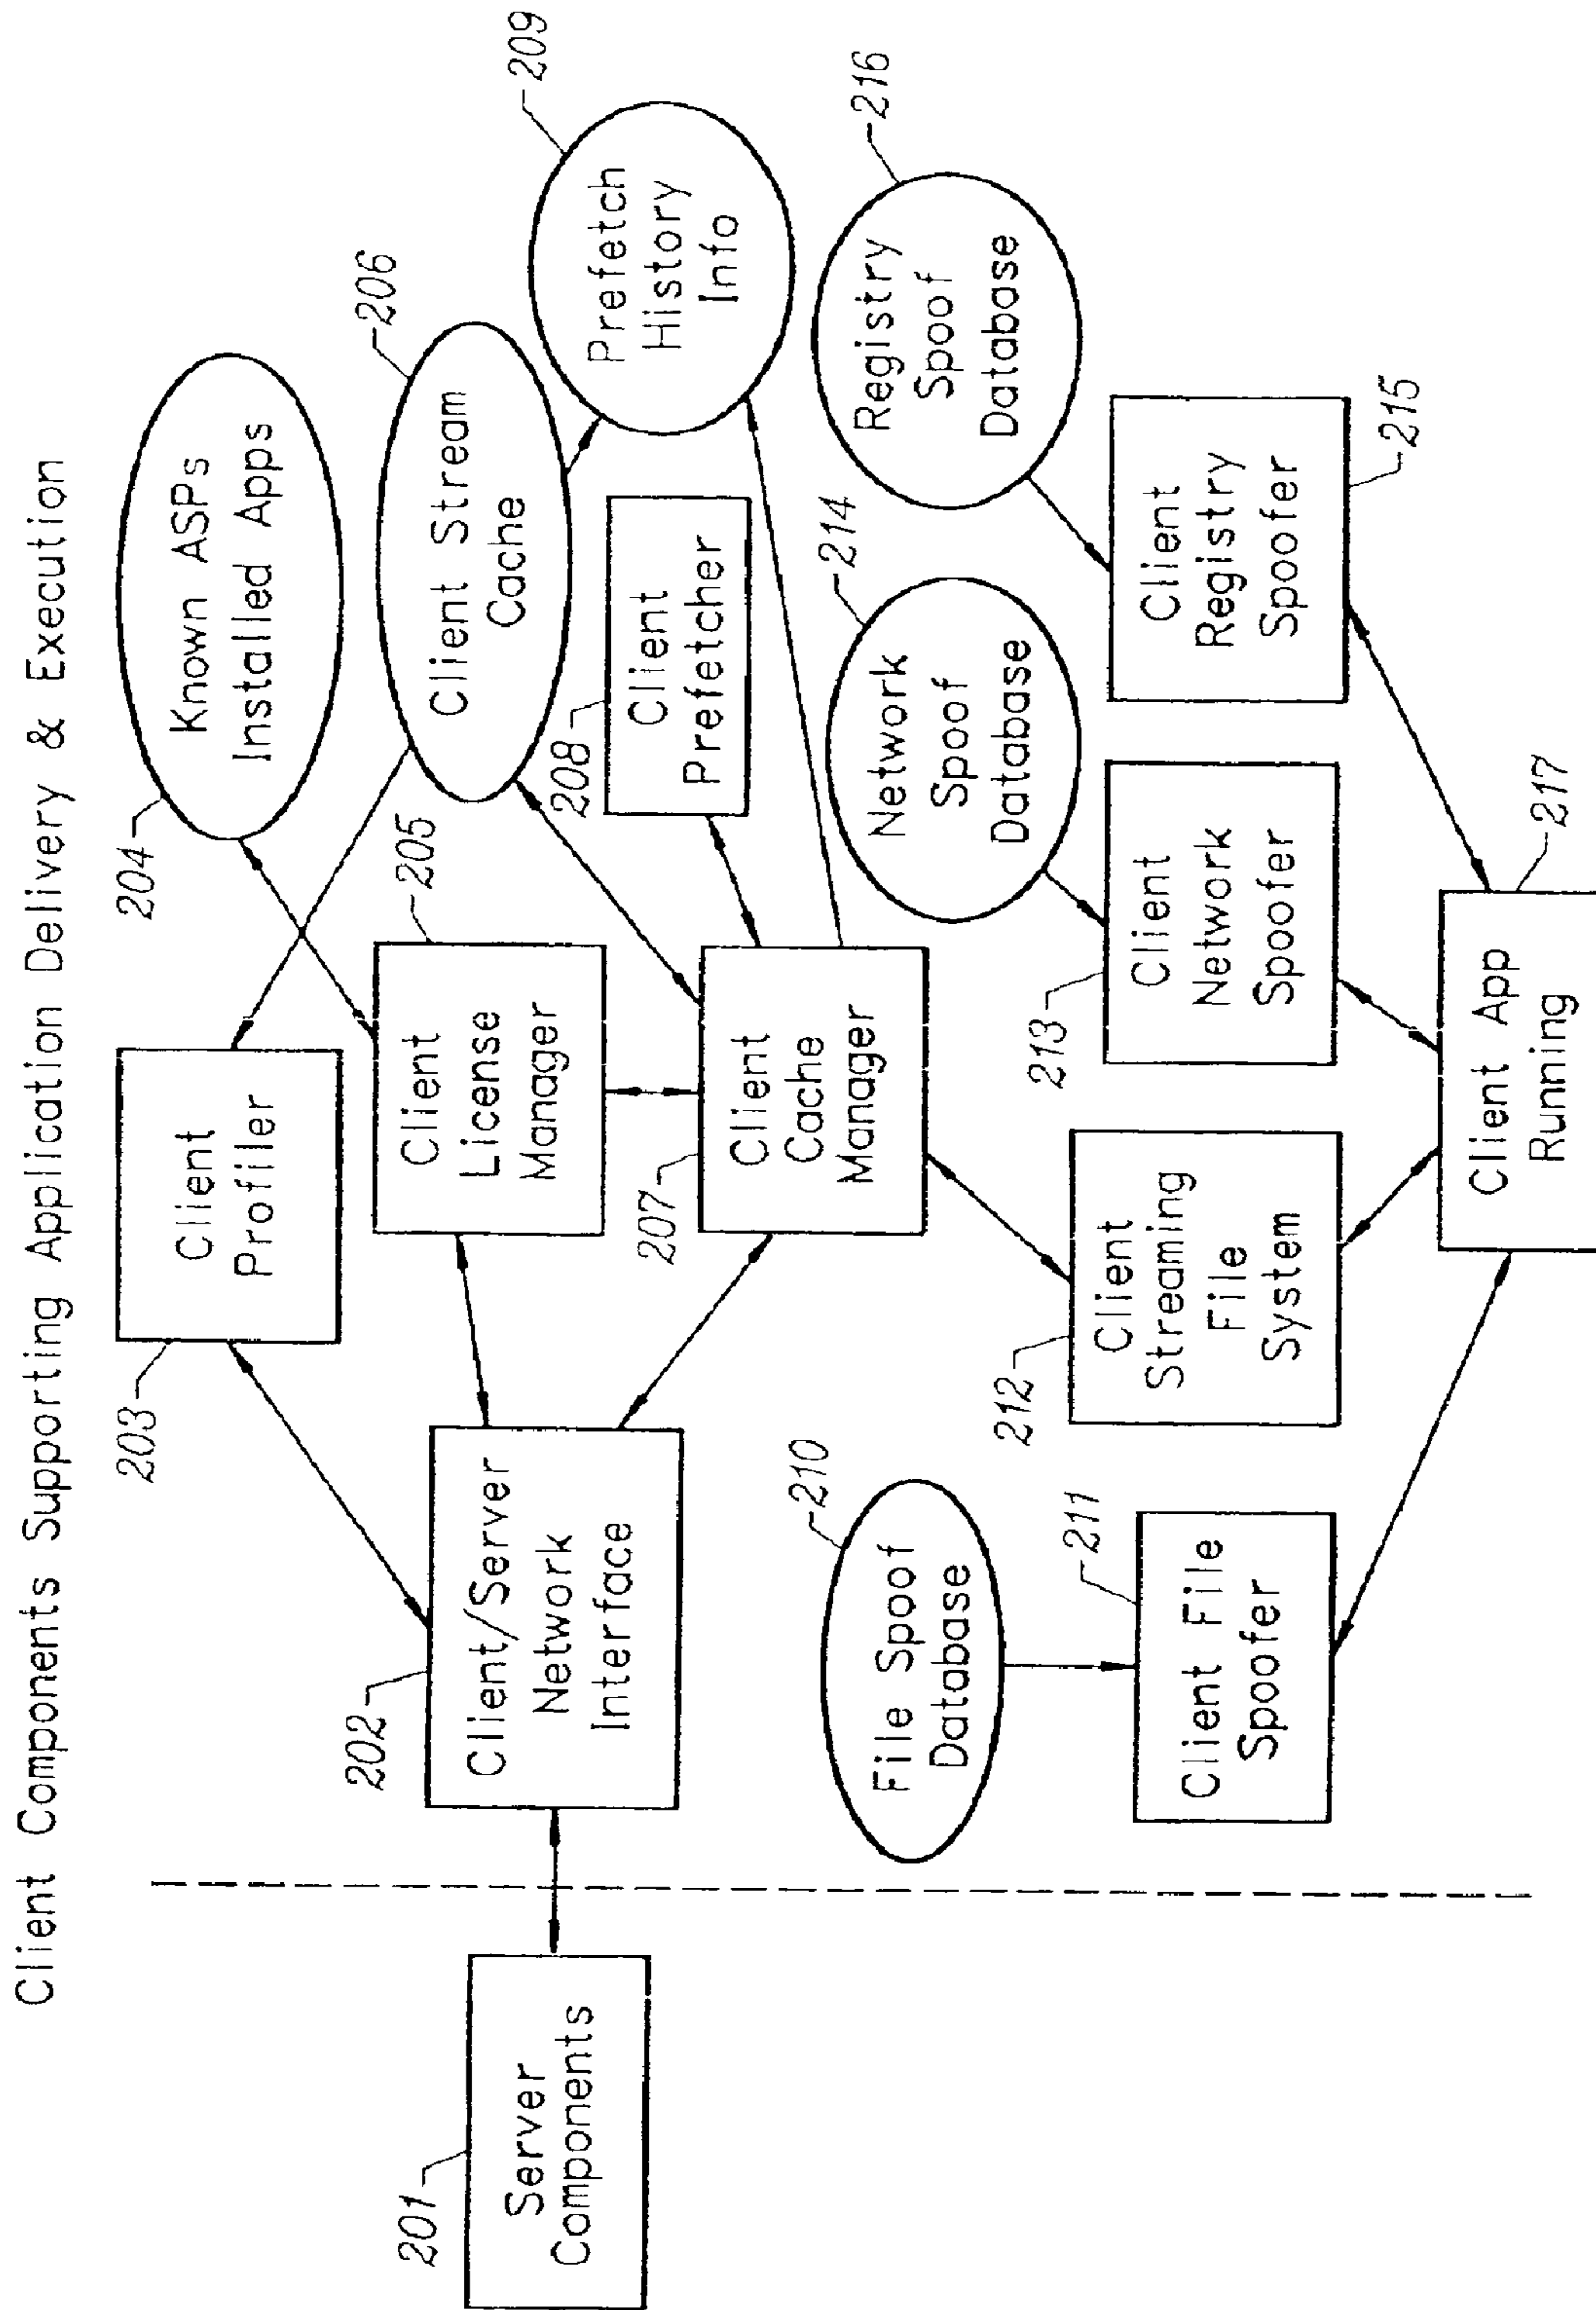 Client Components Supporting Application Delivery & Execution
203
Client
Profiler
204
Known ASPs
Installed Apps
201
Server
Components
202
Client/Server
Network
Interface
205
Client
License
Manager
206
Client Stream
Cache
207
Client
Cache
Manager
208
Client
Prefetcher
209
Prefetch
History
Info
210
File Spoof
Database
214
Network
Spoof
Database
216
Registry
Spoof
Database
211
Client File
Spoofer
212
Client
Streaming
File
System
213
Client
Network
Spoofer
215
Client
Registry
Spoofer
217
Client App
Running